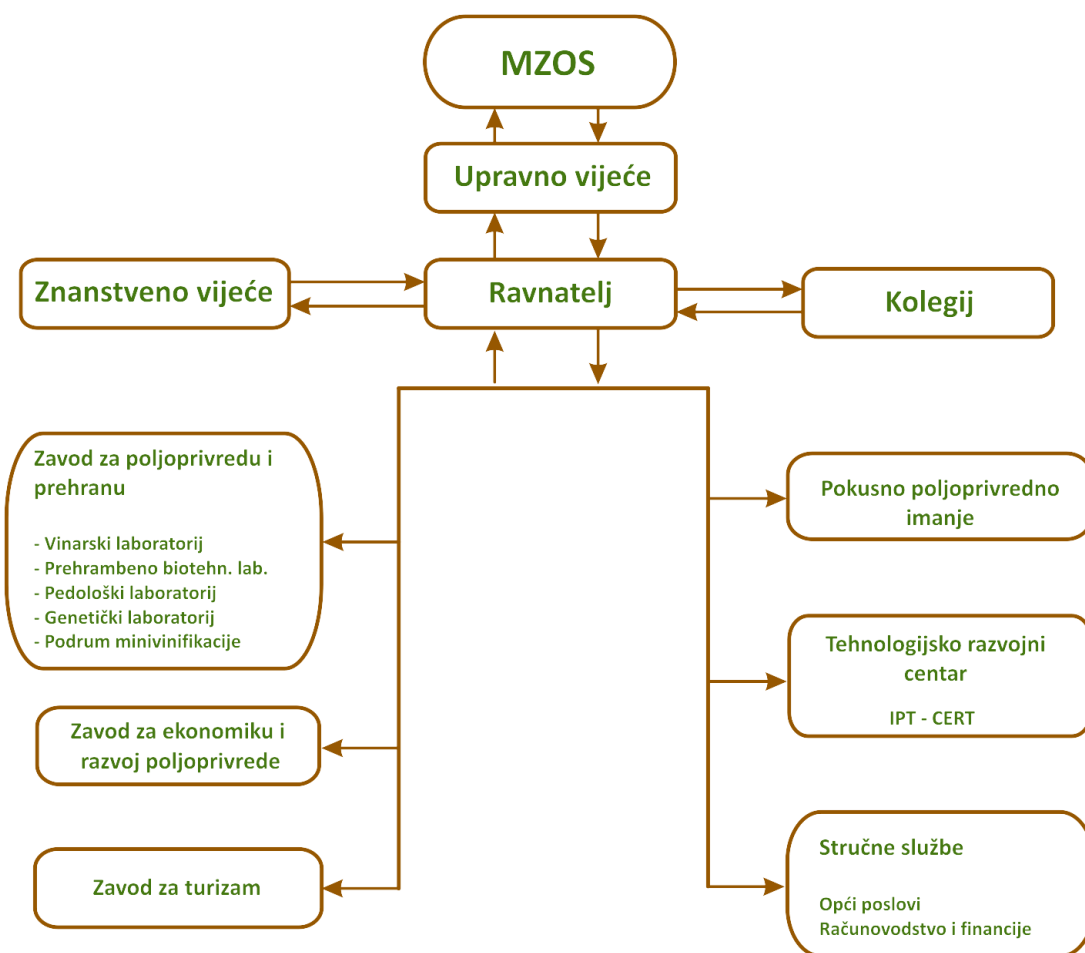 MZOS
Upravno vijeće
Znanstveno vijeće
Ravnatelj
Kolegij
Zavod za poljoprivredu i
prehranu
- Vinarski laboratorij
- Prehrambeno biotehn. lab.
- Pedološki laboratorij
- Genetički laboratorij
- Podrum minivinifikacije
Zavod za ekonomiku i
razvoj poljoprivrede
Zavod za turizam
Pokusno poljoprivredno
imanje
Tehnologijsko razvojni
centar
IPT - CERT
Stručne službe
Opći poslovi
Računovodstvo i financije